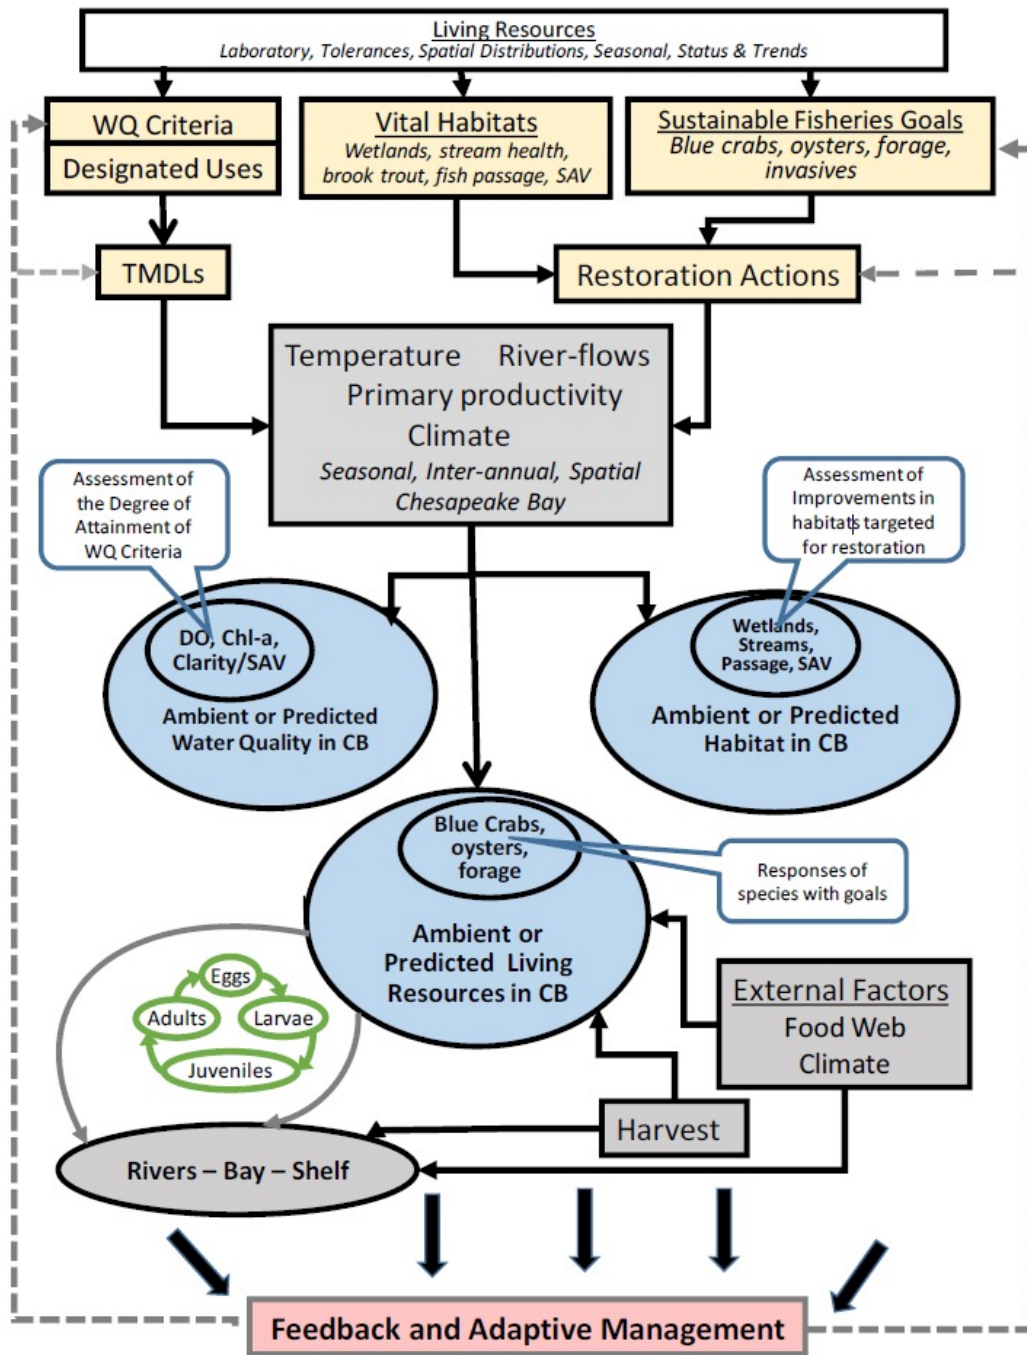 Living Resources
Laboratory, Tolerances, Spatial Distributions, Seasonal, Status & Trends
WQ Criteria
Designated Uses
Vital Habitats
Wetlands, stream health,
brook trout, fish passage, SAV
Sustainable Fisheries Goals
Blue crabs, oysters, forage,
invasives
TMDLs
Restoration Actions
Temperature River-flows
Primary productivity
Climate
Seasonal, Inter-annual, Spatial
Chesapeake Bay
Assessment of
the Degree of
Attainment of
WQ Criteria
Assessment of
Improvements in
habitats targeted
for restoration
DO, Chl-a,
Clarity/SAV
Ambient or Predicted
Water Quality in CB
Wetlands,
Streams,
Passage, SAV
Ambient or Predicted
Habitat in CB
Blue Crabs,
oysters,
forage
Ambient or
Predicted Living
Resources in CB
Responses of
species with goals
Eggs
Adults
Larvae
Juveniles
External Factors
Food Web
Climate
Harvest
Rivers – Bay – Shelf
Feedback and Adaptive Management